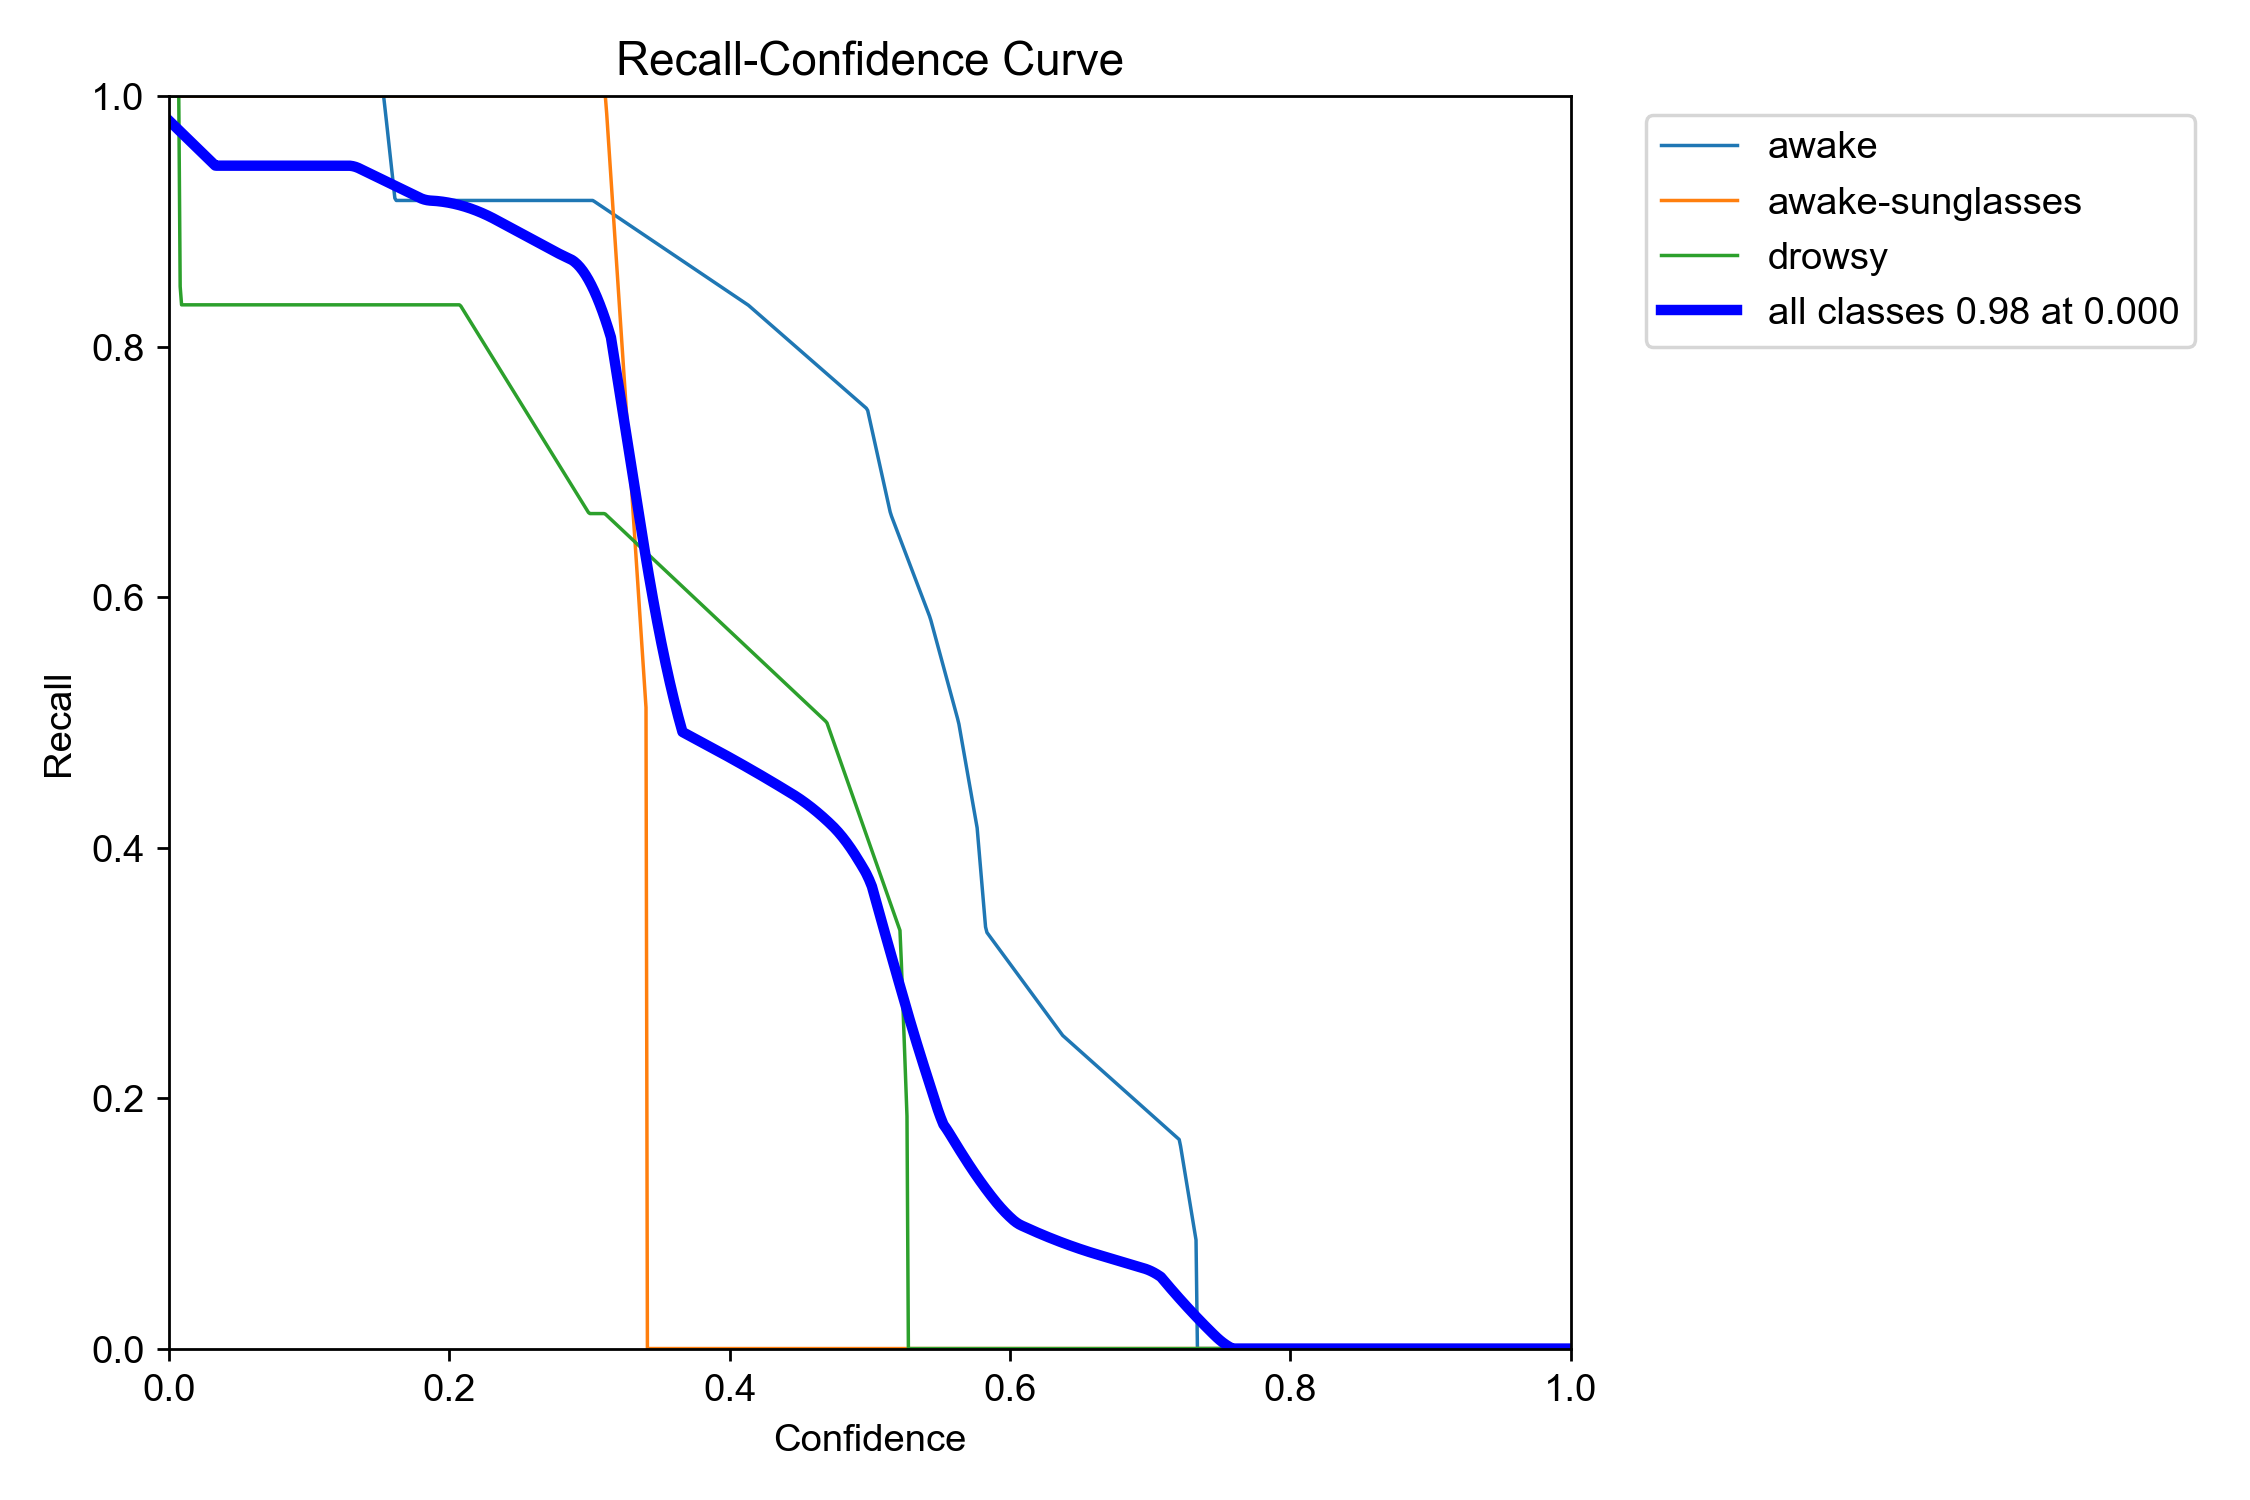 Recall-Confidence Curve
1.0
0.8
0.6
0.4
0.2
0.0
Recall
0.0 0.2 0.4 0.6 0.8 1.0
Confidence
awake
awake-sunglasses
drowsy
all classes 0.98 at 0.000